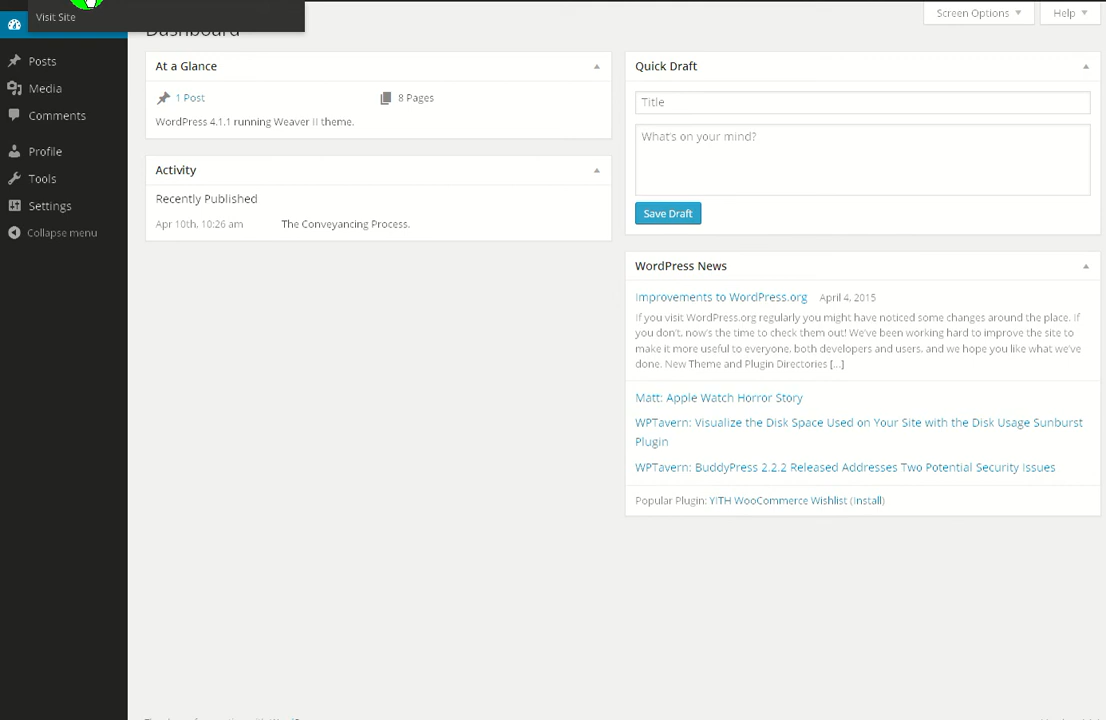 Visit Site
Dashboard
Screen Options
Help
Posts
Media
Comments
Profile
Tools
Settings
Collapse menu
At a Glance
1 Post
8 Pages
WordPress 4.1.1 running Weaver II theme.
Activity
Recently Published
Apr 10th, 10:26 am
The Conveyancing Process.
Quick Draft
Title
What's on your mind?
Save Draft
WordPress News
Improvements to WordPress.org April 4, 2015
If you visit WordPress.org regularly you might have noticed some changes around the place. If
you don't, now's the time to check them out! We've been working hard to improve the site to
make it more useful to everyone, both developers and users, and we hope you like what we've
done. New Theme and Plugin Directories [...]
Matt: Apple Watch Horror Story
WPTavern: Visualize the Disk Space Used on Your Site with the Disk Usage Sunburst
Plugin
WPTavern: BuddyPress 2.2.2 Released Addresses Two Potential Security Issues
Popular Plugin: YITH WooCommerce Wishlist (Install)